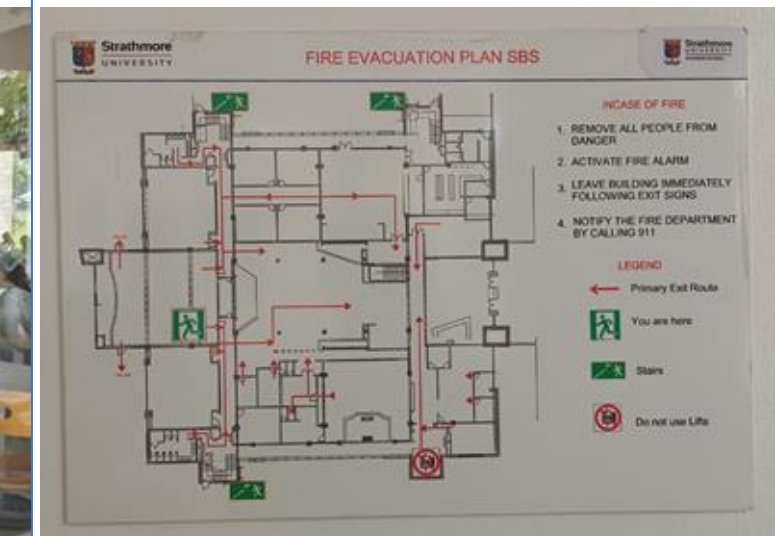 Strathmore
UNIVERSITY
FIRE EVACUATION PLAN SBS
Strathmore
UNIVERSITY
INCASE OF FIRE
1. REMOVE ALL PEOPLE FROM
DANGER
2. ACTIVATE FIRE ALARM
3. LEAVE BUILDING IMMEDIATELY
FOLLOWING EXIT SIGNS
4. NOTIFY THE FIRE DEPARTMENT
BY CALLING 911
LEGEND
Primary Exit Route
You are here
Stairs
Do not use Lifts